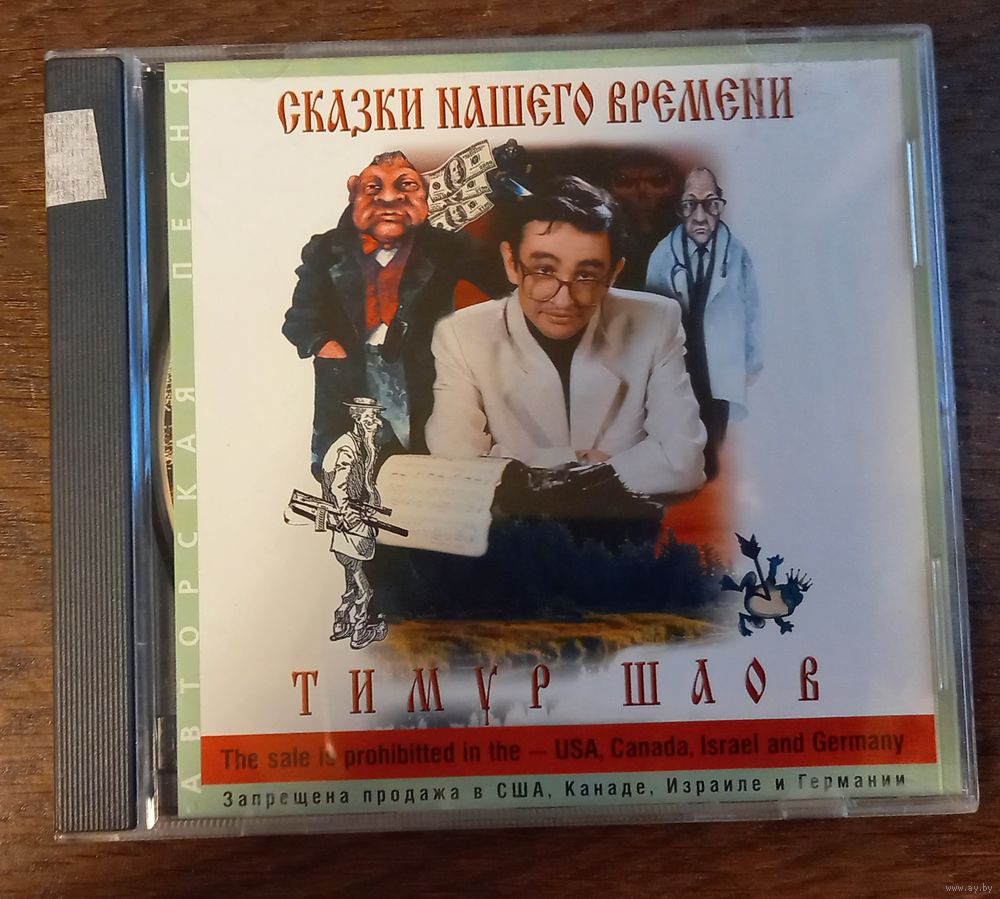 СКАЗКИ НАШЕГО ВРЕМЕНИ
АВТОРСКАЯ ПЕСНЯ
ТИМУР ШАОВ
The sale is prohibitted in the – USA, Canada, Israel and Germany
Запрещена продажа в США, Канаде, Израиле и Германии
www.ay.by